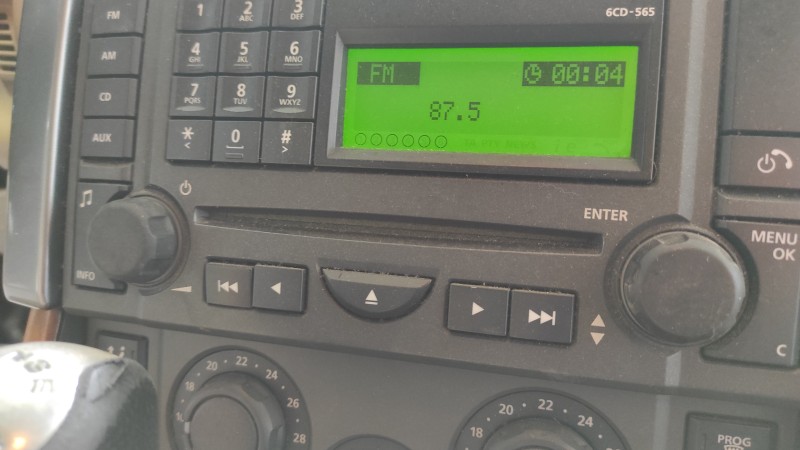 6CD-565
FM
1
2 ABC
3 DEF
AM
4 GHI
5 JKL
6 MNO
CD
7 PQRS
8 TUV
9 WXYZ
AUX
*
<
0
#
>
FM
00:04
87.5
ENTER
MENU
OK
INFO
C
18 20 22 24 26 28
18 20 22 24
PROG